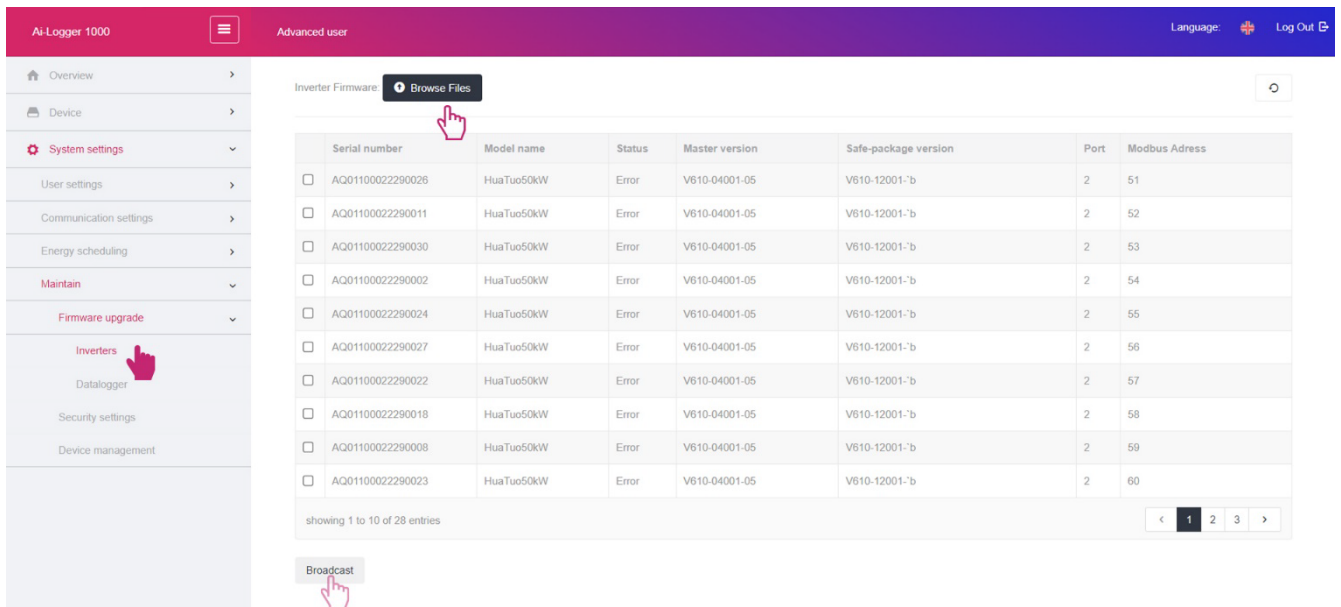 Ai-Logger 1000 Advanced user Language: Log Out
Overview
Device
System settings
User settings
Communication settings
Energy scheduling
Maintain
Firmware upgrade
Inverters
Datalogger
Security settings
Device management
Inverter Firmware: Browse Files
Serial number Model name Status Master version Safe-package version Port Modbus Adress
AQ01100022290026 HuaTuo50kW Error V610-04001-05 V610-12001-`b 2 51
AQ01100022290011 HuaTuo50kW Error V610-04001-05 V610-12001-`b 2 52
AQ01100022290030 HuaTuo50kW Error V610-04001-05 V610-12001-`b 2 53
AQ01100022290002 HuaTuo50kW Error V610-04001-05 V610-12001-`b 2 54
AQ01100022290024 HuaTuo50kW Error V610-04001-05 V610-12001-`b 2 55
AQ01100022290027 HuaTuo50kW Error V610-04001-05 V610-12001-`b 2 56
AQ01100022290022 HuaTuo50kW Error V610-04001-05 V610-12001-`b 2 57
AQ01100022290018 HuaTuo50kW Error V610-04001-05 V610-12001-`b 2 58
AQ01100022290008 HuaTuo50kW Error V610-04001-05 V610-12001-`b 2 59
AQ01100022290023 HuaTuo50kW Error V610-04001-05 V610-12001-`b 2 60
showing 1 to 10 of 28 entries < 1 2 3 >
Broadcast